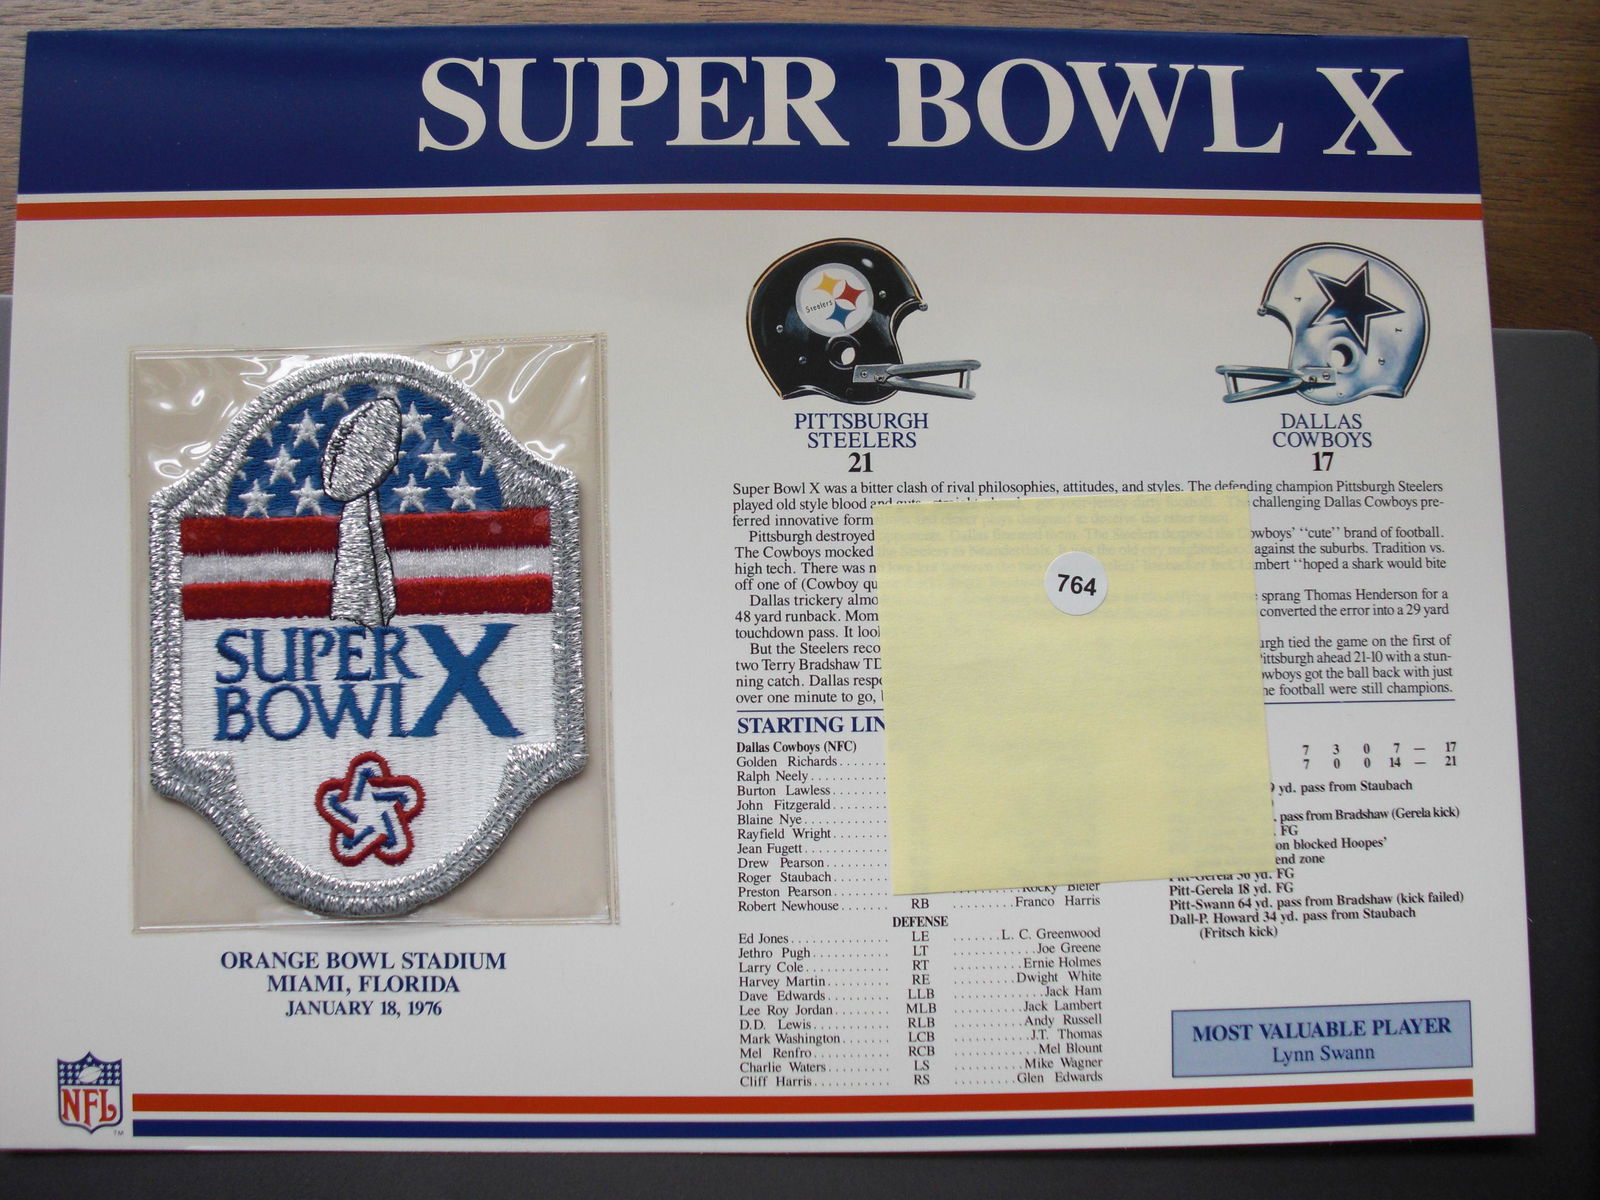 SUPER BOWL X
Steelers
PITTSBURGH
STEELERS
21
DALLAS
COWBOYS
17
Super Bowl X was a bitter clash of rival philosophies, attitudes, and styles. The defending champion Pittsburgh Steelers
played old style blood and challenging Dallas Cowboys pre-
ferred innovative
Pittsburgh destroyed owboys' "cute" brand of football.
The Cowboys mocked against the suburbs. Tradition vs.
high tech. There was ambert "hoped a shark would bite
off one of (Cowboy
Dallas trickery sprang Thomas Henderson for a
48 yard runback. converted the error into a 29 yard
touchdown pass. It
But the Steelers urgh tied the game on the first of
two Terry Bradshaw ittsburgh ahead 21-10 with a stun-
ning catch. Dallas owboys got the ball back with just
over one minute to go, he football were still champions.
764
SUPER
BOWL X
STARTING LIN
Dallas Cowboys (NFC)
Golden Richards
Ralph Neely
Burton Lawless
John Fitzgerald
Blaine Nye
Rayfield Wright
Jean Fugett
Drew Pearson
Roger Staubach
Preston Pearson Rocky Bleier
Robert Newhouse RB Franco Harris
DEFENSE
Ed Jones LE L. C. Greenwood
Jethro Pugh LT Joe Greene
Larry Cole RT Ernie Holmes
Harvey Martin RE Dwight White
Dave Edwards LLB Jack Ham
Lee Roy Jordan MLB Jack Lambert
D.D. Lewis RLB Andy Russell
Mark Washington LCB J.T. Thomas
Mel Renfro RCB Mel Blount
Charlie Waters LS Mike Wagner
Cliff Harris RS Glen Edwards
7 3 0 7 — 17
7 0 0 14 — 21
yd. pass from Staubach
pass from Bradshaw (Gerela kick)
FG
on blocked Hoopes'
end zone
Pitt-Gerela 36 yd. FG
Pitt-Gerela 18 yd. FG
Pitt-Swann 64 yd. pass from Bradshaw (kick failed)
Dall-P. Howard 34 yd. pass from Staubach
(Fritsch kick)
ORANGE BOWL STADIUM
MIAMI, FLORIDA
JANUARY 18, 1976
MOST VALUABLE PLAYER
Lynn Swann
NFL
TM